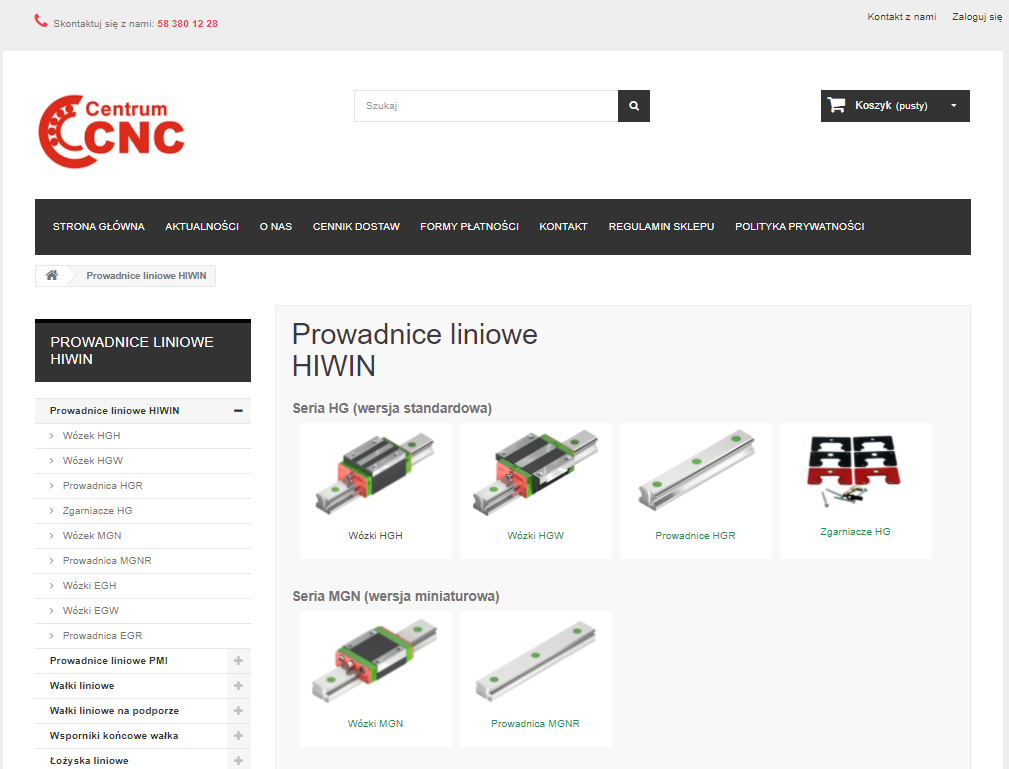 Skontaktuj się z nami: 58 380 12 28
Kontakt z nami
Zaloguj się
Centrum
CNC
Szukaj
Koszyk (pusty)
STRONA GŁÓWNA AKTUALNOŚCI O NAS CENNIK DOSTAW FORMY PŁATNOŚCI KONTAKT REGULAMIN SKLEPU POLITYKA PRYWATNOŚCI
Prowadnice liniowe HIWIN
PROWADNICE LINIOWE
HIWIN
Prowadnice liniowe HIWIN
Wózek HGH
Wózek HGW
Prowadnica HGR
Zgarniacze HG
Wózek MGN
Prowadnica MGNR
Wózki EGH
Wózki EGW
Prowadnica EGR
Prowadnice liniowe PMI
Wałki liniowe
Wałki liniowe na podporze
Wsporniki końcowe wałka
Łożyska liniowe
Prowadnice liniowe
HIWIN
Seria HG (wersja standardowa)
Wózki HGH
Wózki HGW
Prowadnice HGR
Zgarniacze HG
Seria MGN (wersja miniaturowa)
Wózki MGN
Prowadnica MGNR